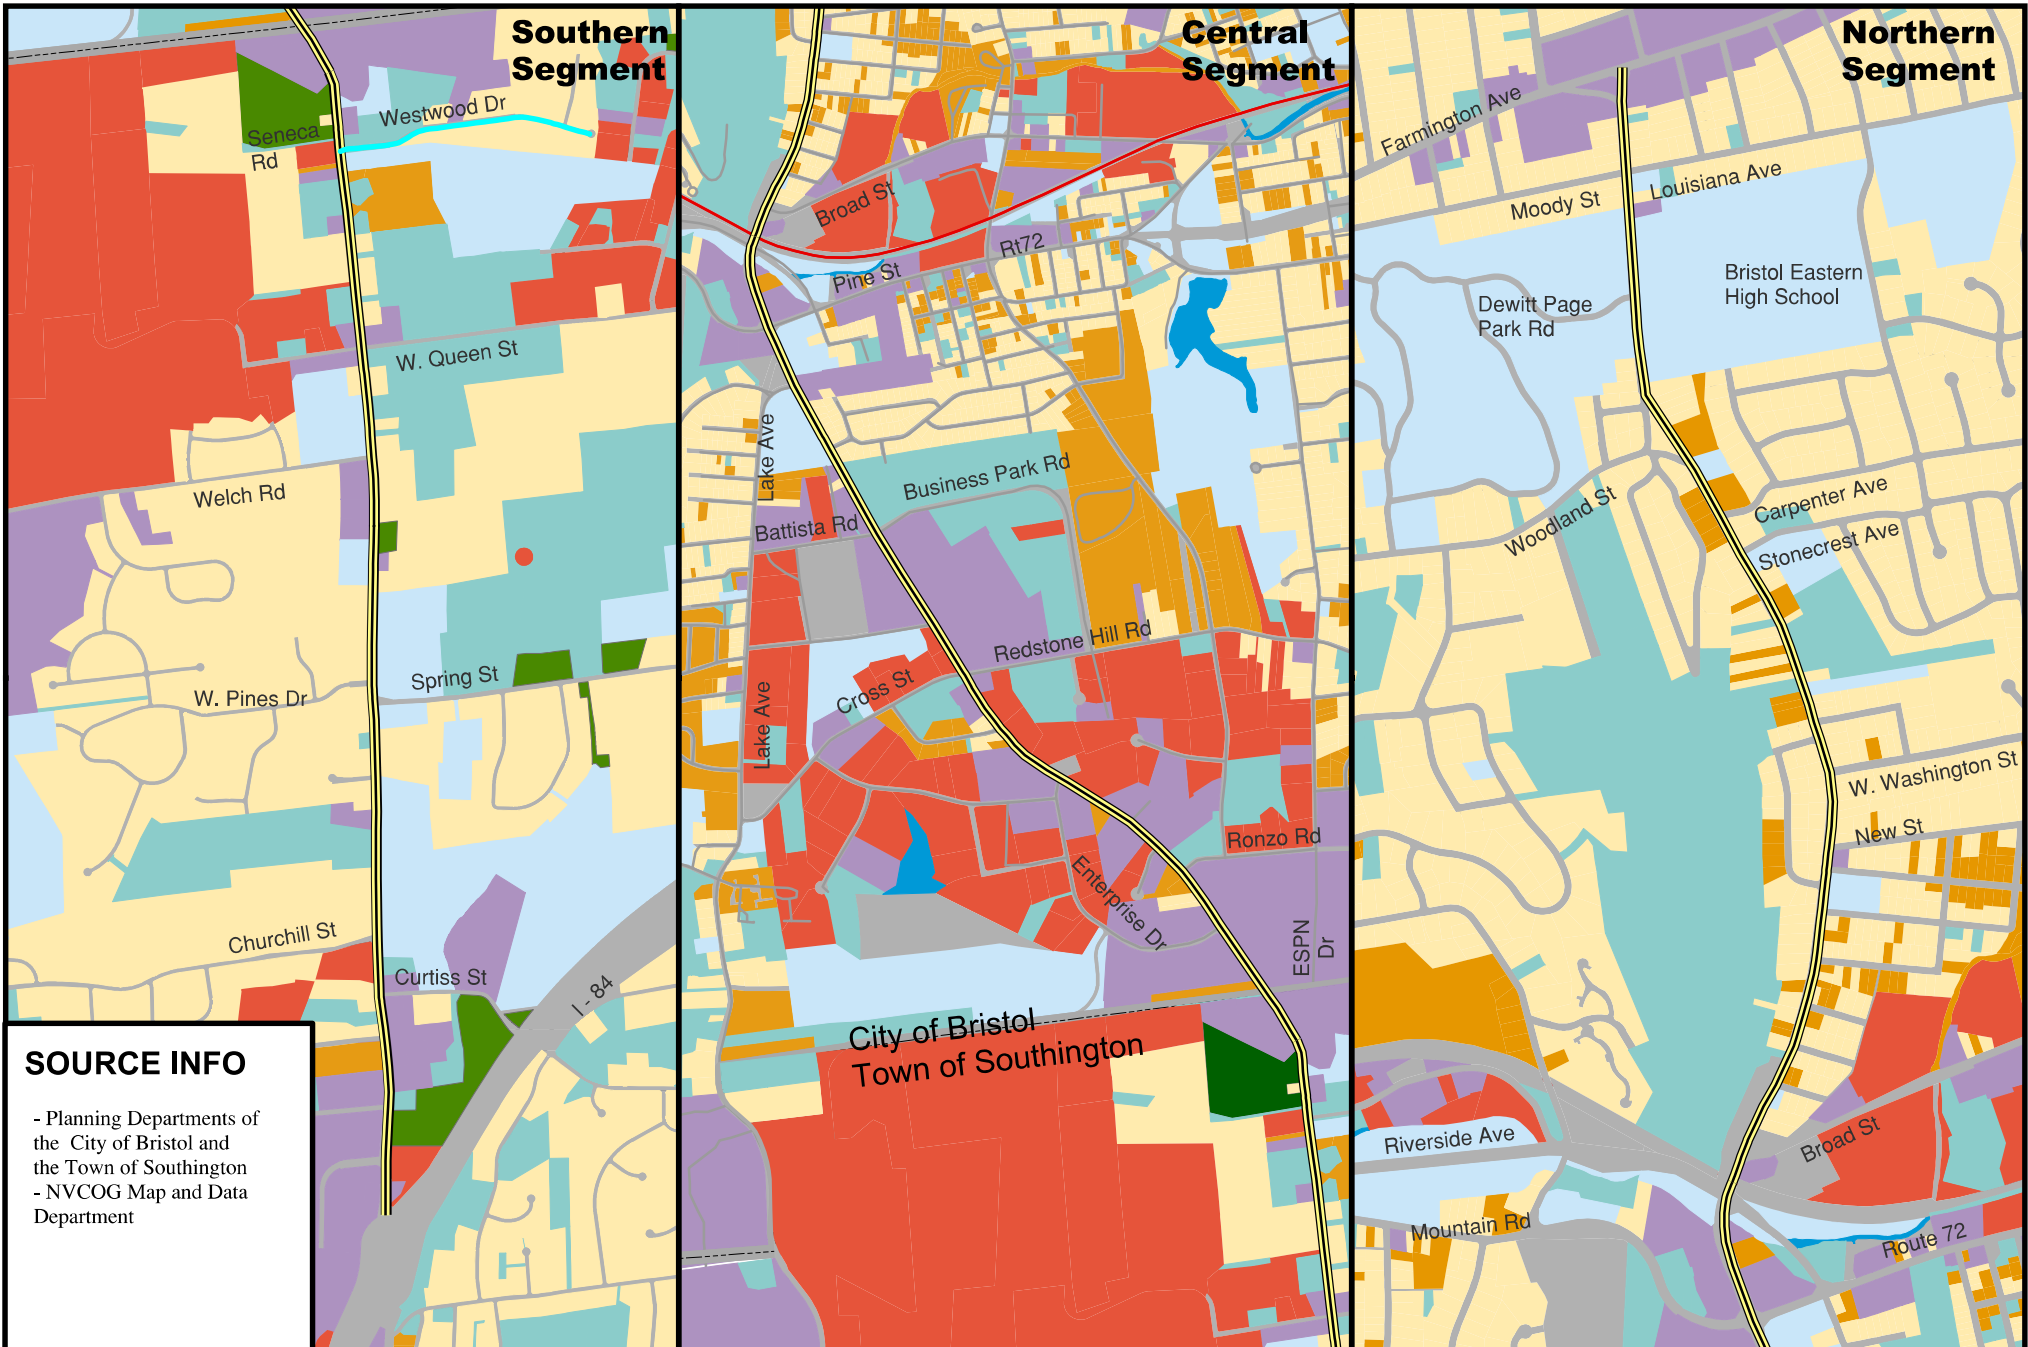 Southern
Segment
Westwood Dr
Seneca
Rd
W. Queen St
Welch Rd
Spring St
W. Pines Dr
Churchill St
Curtiss St
I - 84
SOURCE INFO
- Planning Departments of
the City of Bristol and
the Town of Southington
- NVCOG Map and Data
Department
Central
Segment
Broad St
Rt72
Pine St
Lake Ave
Business Park Rd
Battista Rd
Redstone Hill Rd
Cross St
Lake Ave
Ronzo Rd
Enterprise Dr
ESPN
Dr
City of Bristol
Town of Southington
Northern
Segment
Farmington Ave
Louisiana Ave
Moody St
Bristol Eastern
High School
Dewitt Page
Park Rd
Carpenter Ave
Woodland St
Stonecrest Ave
W. Washington St
New St
Riverside Ave
Broad St
Mountain Rd
Route 72